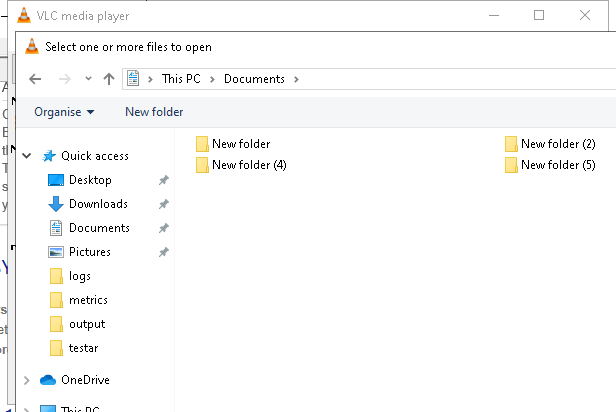 VLC media player
Select one or more files to open
This PC > Documents >
Organise New folder
New folder New folder (2)
New folder (4) New folder (5)
Quick access
Desktop
Downloads
Documents
Pictures
logs
metrics
output
testar
OneDrive
This PC